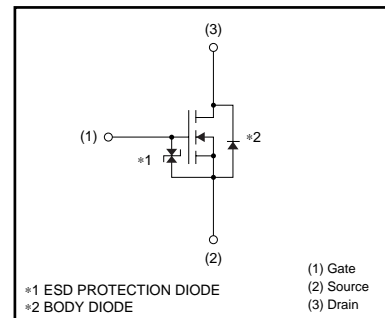 (3)
(1)
∗1
∗2
(2)
∗1 ESD PROTECTION DIODE
∗2 BODY DIODE
(1) Gate
(2) Source
(3) Drain